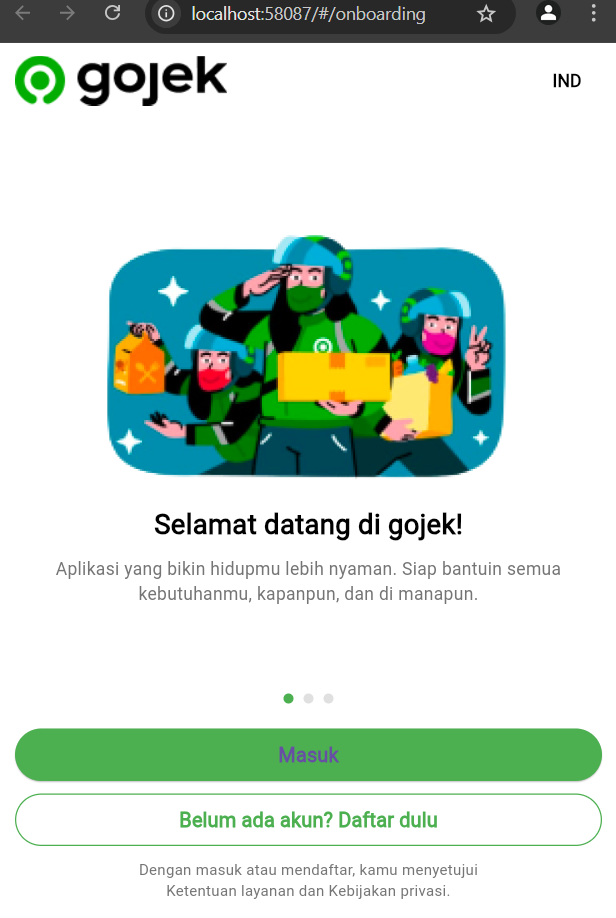 localhost:58087/#/onboarding
gojek
IND
Selamat datang di gojek!
Aplikasi yang bikin hidupmu lebih nyaman. Siap bantuin semua
kebutuhanmu, kapanpun, dan di manapun.
Masuk
Belum ada akun? Daftar dulu
Dengan masuk atau mendaftar, kamu menyetujui
Ketentuan layanan dan Kebijakan privasi.